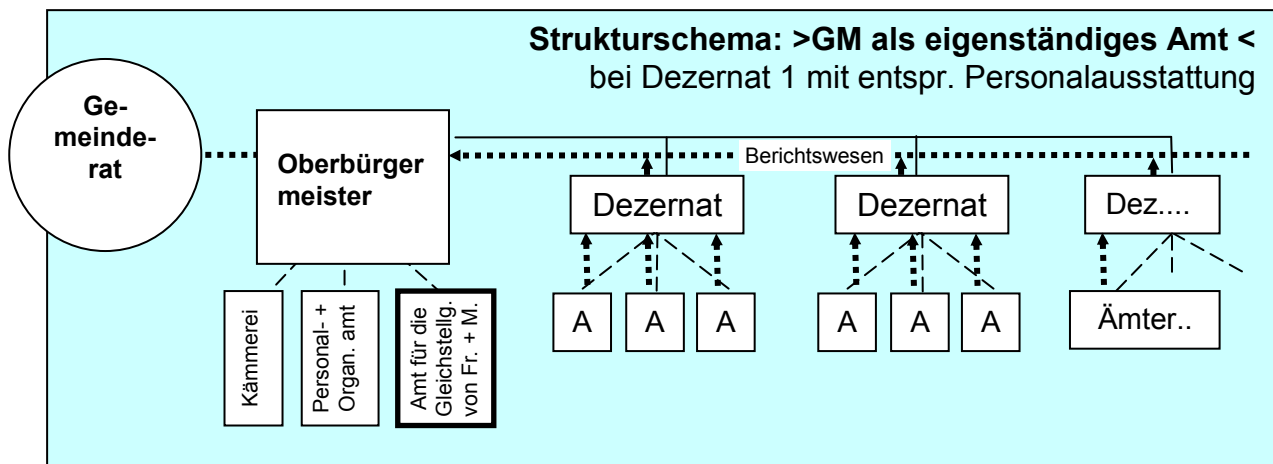 Strukturschema: >GM als eigenständiges Amt <
bei Dezernat 1 mit entspr. Personalausstattung
Ge-
meinde-
rat
Oberbürger
meister
Berichtswesen
Dezernat
Dezernat
Dez....
A
A
A
A
A
A
Ämter..
Kämmerei
Personal- +
Organ. amt
Amt für die
Gleichstellg.
von Fr. + M.